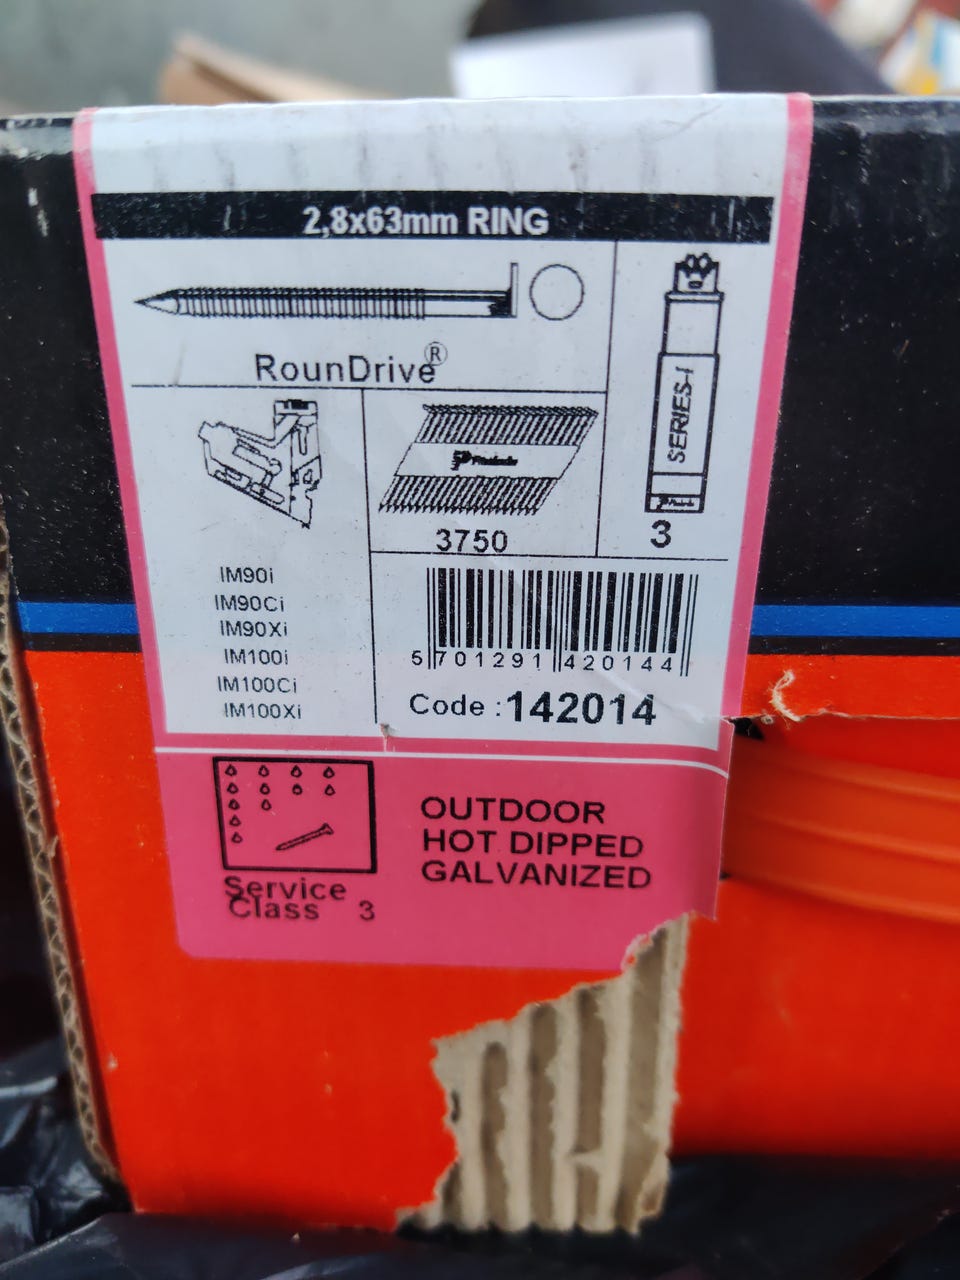 2,8x63mm RING
RounDrive®
SERIES-I
3750
3
IM90i
IM90Ci
IM90Xi
IM100i
IM100Ci
IM100Xi
5 701291 420144
Code : 142014
OUTDOOR
HOT DIPPED
GALVANIZED
Service
Class 3